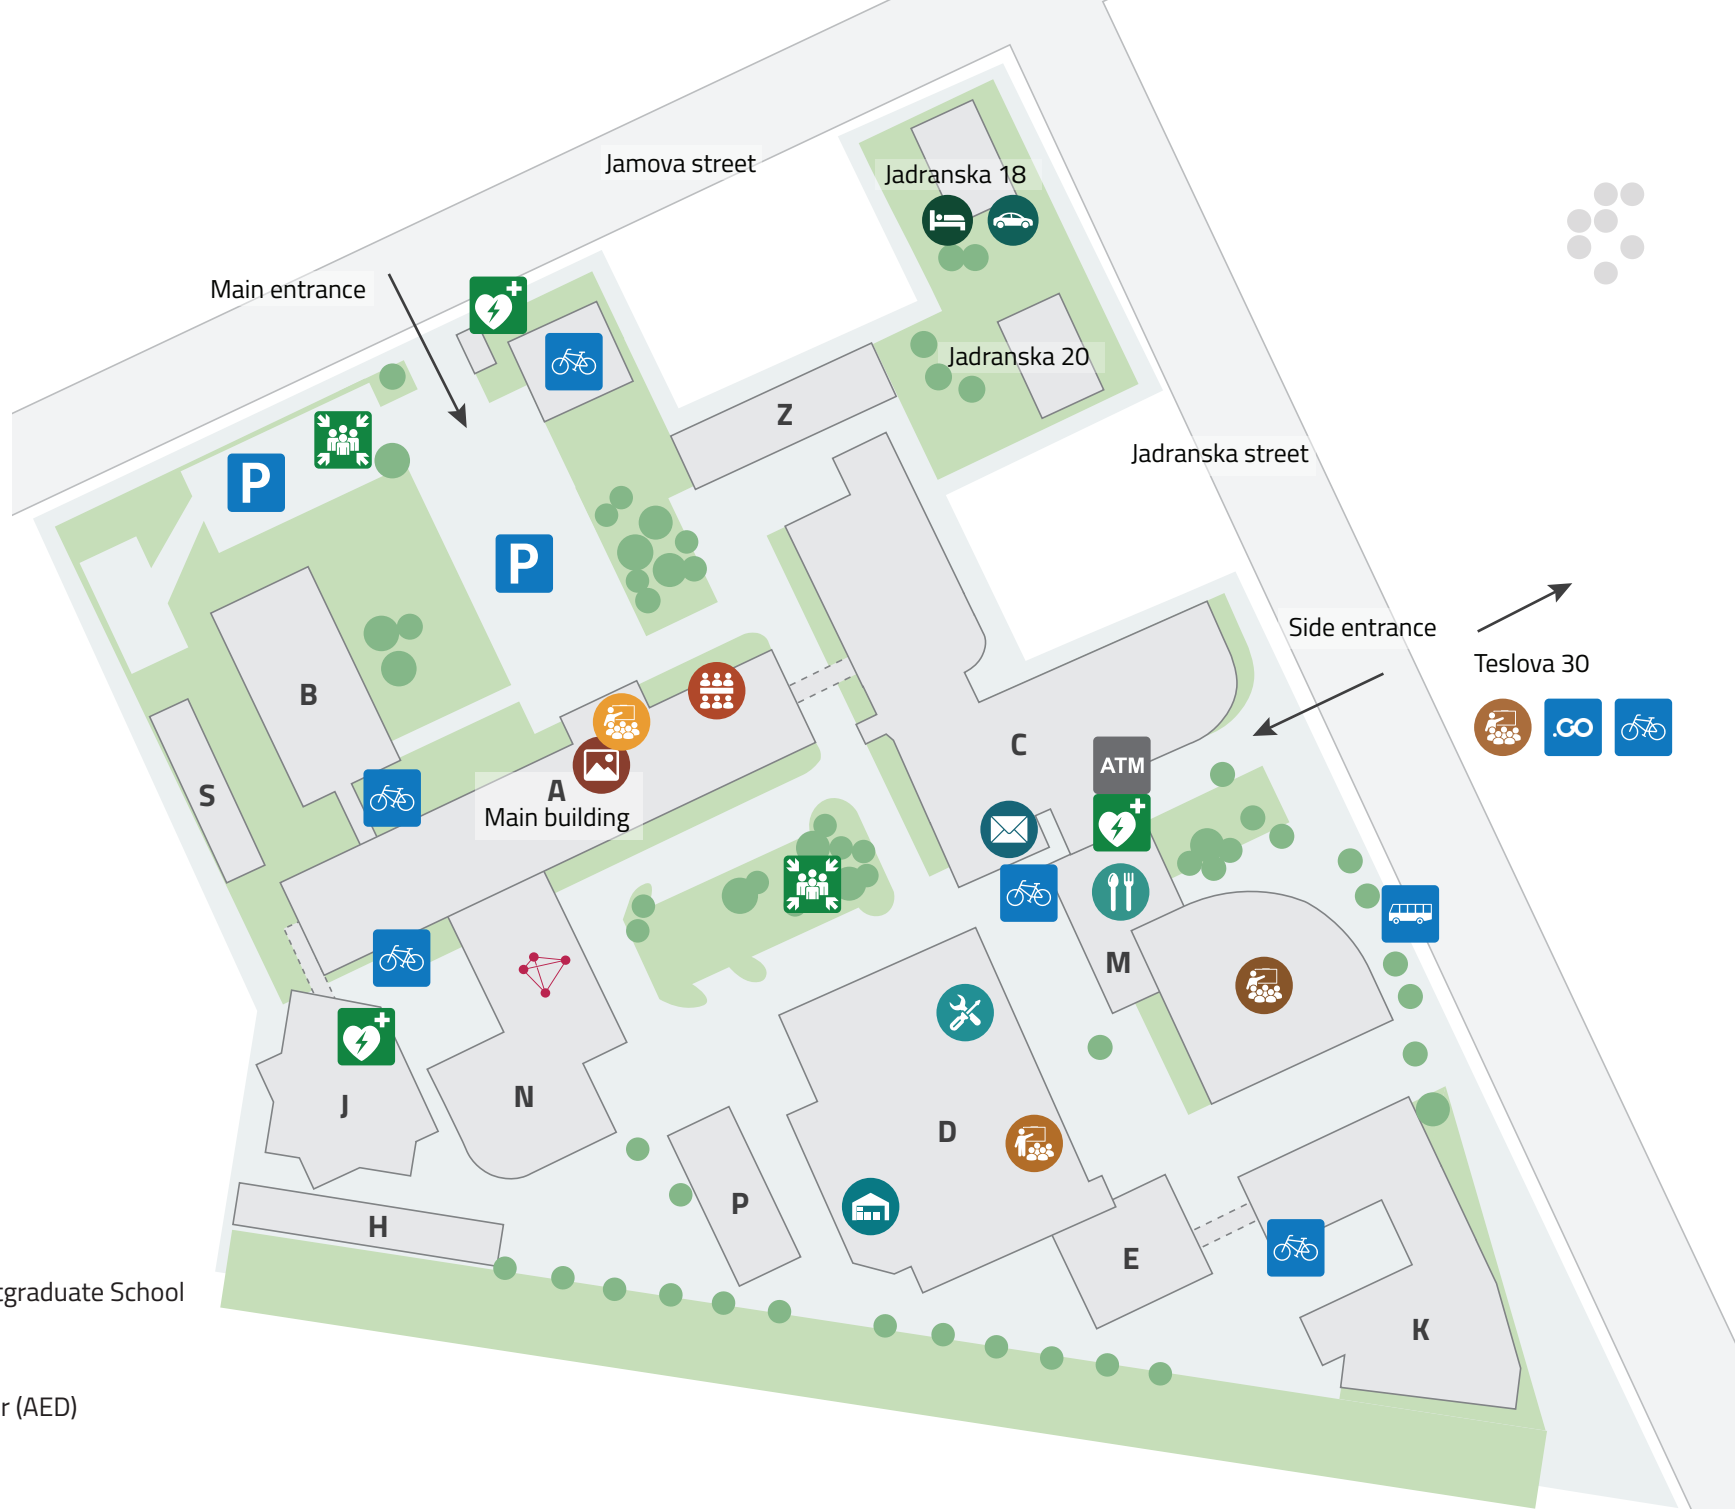 Jamova street
Jadranska 18
Main entrance
Jadranska 20
Z
Jadranska street
P
P
Side entrance
Teslova 30
B
.GO
C
ATM
S
A
Main building
M
N
J
D
P
H
E
K
tgraduate School
r (AED)